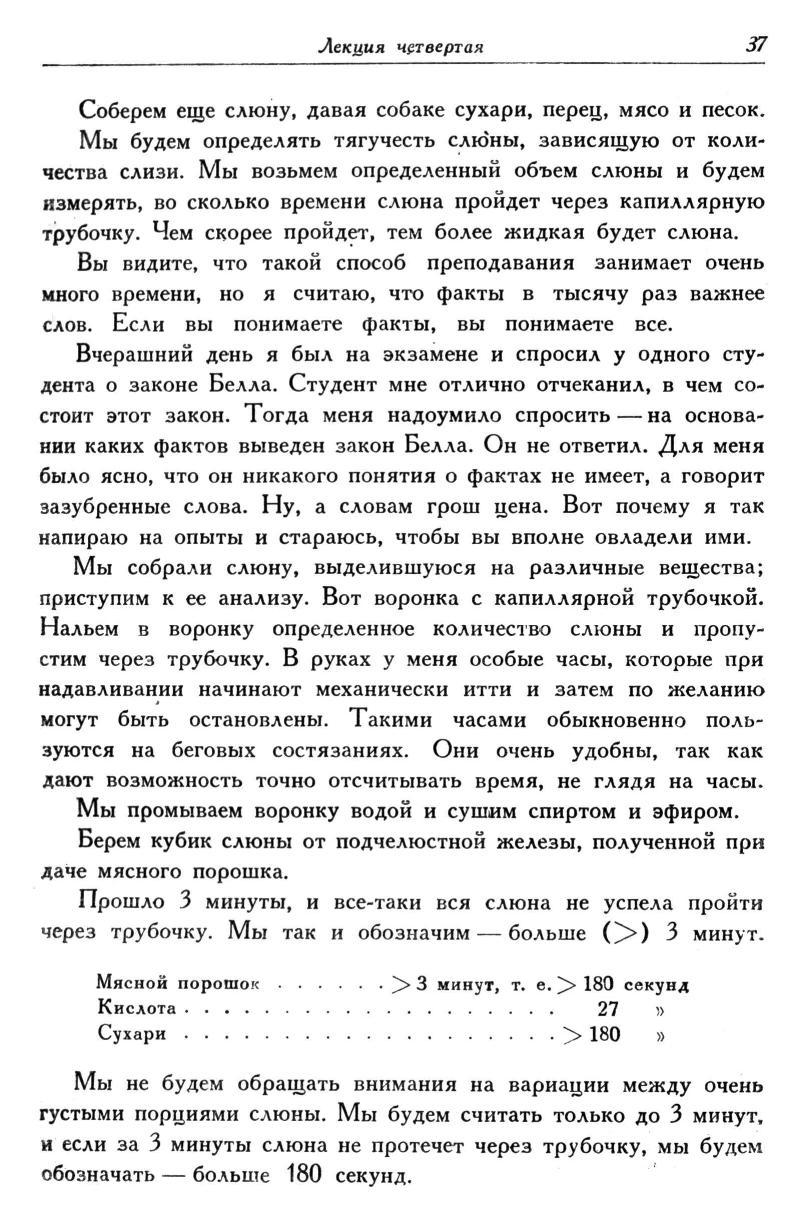 Лекция четвертая 37
Соберем еще слюну, давая собаке сухари, перец, мясо и песок.
Мы будем определять тягучесть слюны, зависящую от коли-
чества слизи. Мы возьмем определенный объем слюны и будем
измерять, во сколько времени слюна пройдет через капиллярную
трубочку. Чем скорее пройдет, тем более жидкая будет слюна.
Вы видите, что такой способ преподавания занимает очень
много времени, но я считаю, что факты в тысячу раз важнее
слов. Если вы понимаете факты, вы понимаете все.
Вчерашний день я был на экзамене и спросил у одного сту-
дента о законе Белла. Студент мне отлично отчеканил, в чем со-
стоит этот закон. Тогда меня надоумило спросить — на основа-
нии каких фактов выведен закон Белла. Он не ответил. Для меня
было ясно, что он никакого понятия о фактах не имеет, а говорит
зазубренные слова. Ну, а словам грош цена. Вот почему я так
напираю на опыты и стараюсь, чтобы вы вполне овладели ими.
Мы собрали слюну, выделившуюся на различные вещества;
приступим к ее анализу. Вот воронка с капиллярной трубочкой.
Нальем в воронку определенное количество слюны и пропу-
стим через трубочку. В руках у меня особые часы, которые при
надавливании начинают механически итти и затем по желанию
могут быть остановлены. Такими часами обыкновенно поль-
зуются на беговых состязаниях. Они очень удобны, так как
дают возможность точно отсчитывать время, не глядя на часы.
Мы промываем воронку водой и сушим спиртом и эфиром.
Берем кубик слюны от подчелюстной железы, полученной при
даче мясного порошка.
Прошло 3 минуты, и все-таки вся слюна не успела пройти
через трубочку. Мы так и обозначим — больше (>) 3 минут.
Мясной порошок . . . . . . > 3 минут, т. е. > 180 секунд
Кислота . . . . . . . . . . . . . . . . . . . 27 »
Сухари . . . . . . . . . . . . . . . . . . . > 180 »
Мы не будем обращать внимания на вариации между очень
густыми порциями слюны. Мы будем считать только до 3 минут,
и если за 3 минуты слюна не протечет через трубочку, мы будем
обозначать — больше 180 секунд.